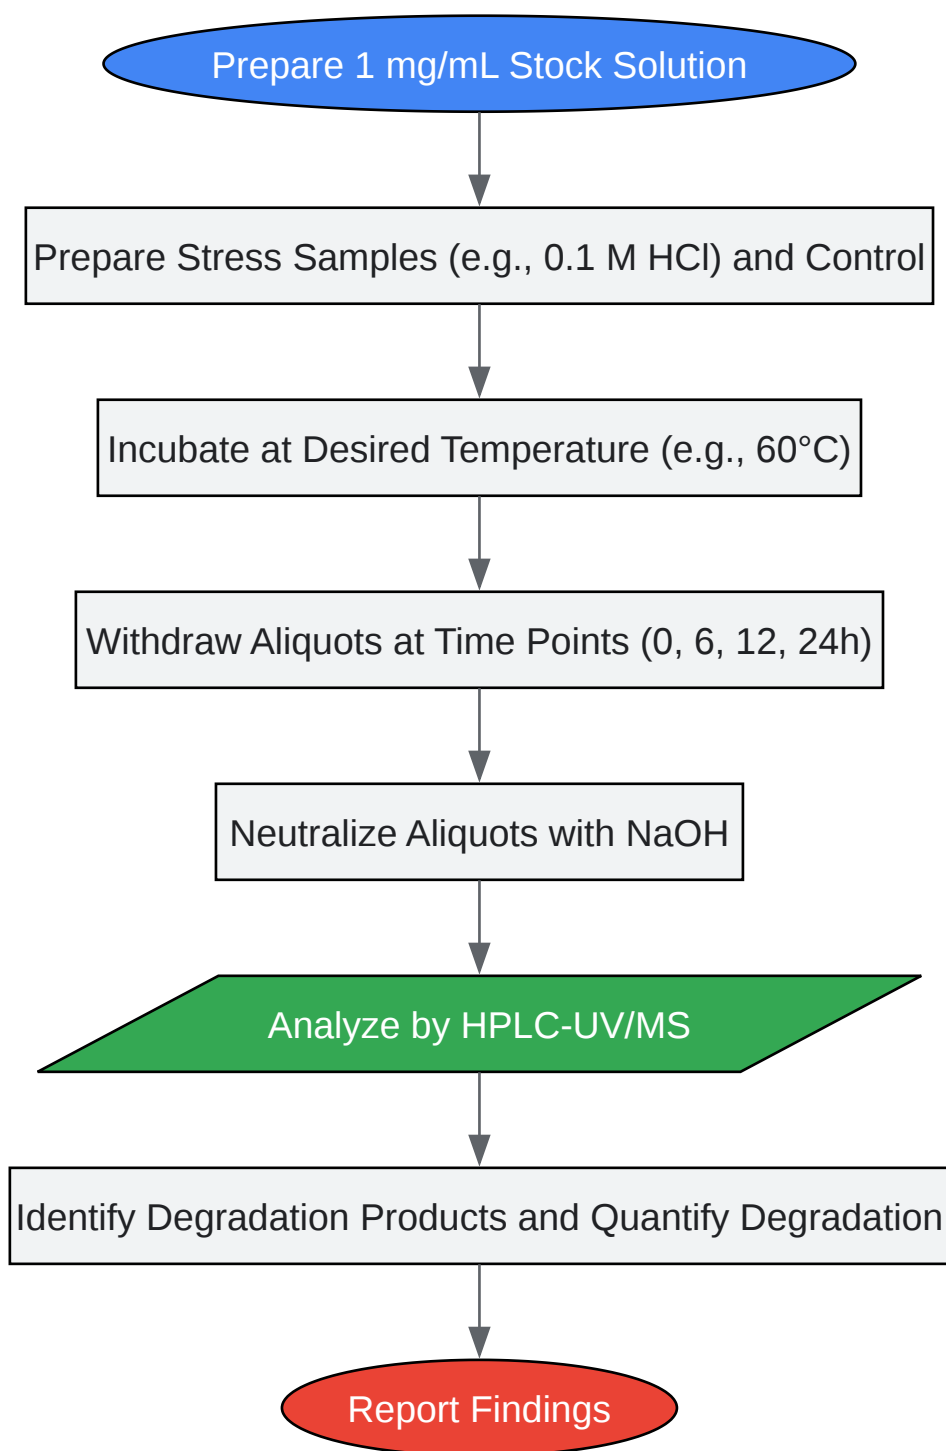 Prepare 1 mg/mL Stock Solution
Prepare Stress Samples (e.g., 0.1 M HCl) and Control
Incubate at Desired Temperature (e.g., 60°C)
Withdraw Aliquots at Time Points (0, 6, 12, 24h)
Neutralize Aliquots with NaOH
Analyze by HPLC-UV/MS
Identify Degradation Products and Quantify Degradation
Report Findings